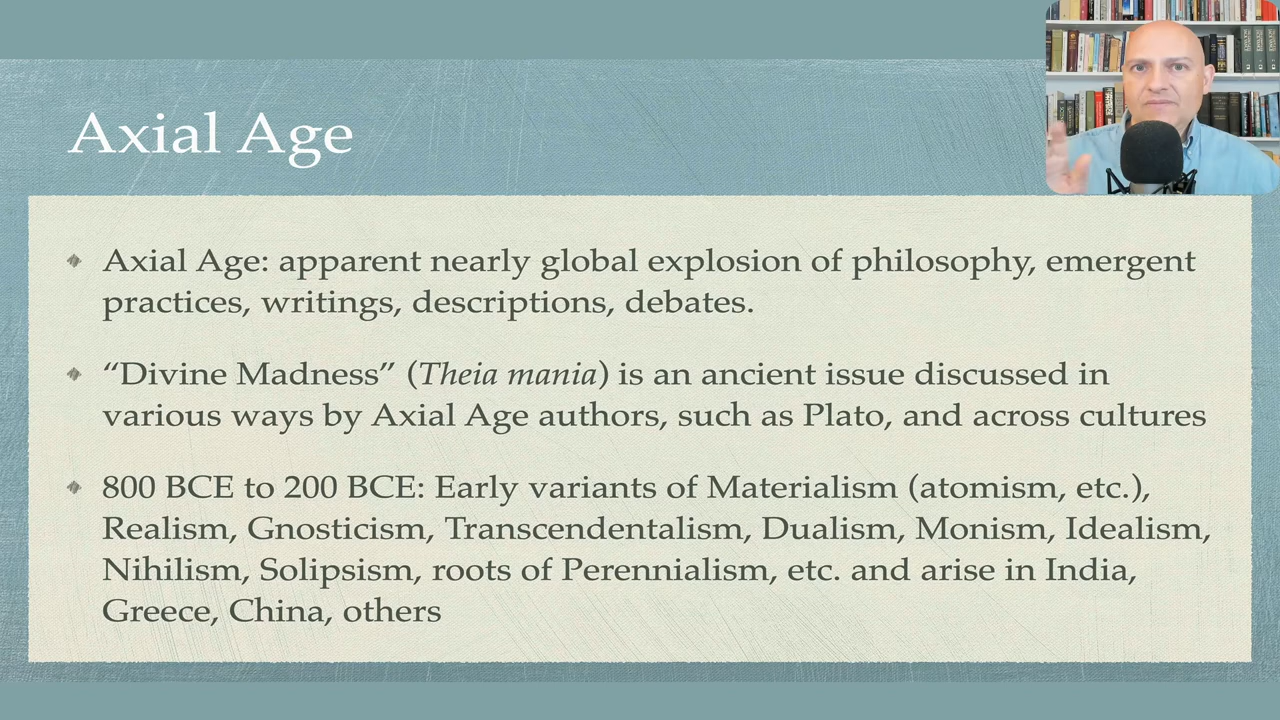 Axial Age
Axial Age: apparent nearly global explosion of philosophy, emergent
practices, writings, descriptions, debates.
“Divine Madness” (Theia mania) is an ancient issue discussed in
various ways by Axial Age authors, such as Plato, and across cultures
800 BCE to 200 BCE: Early variants of Materialism (atomism, etc.),
Realism, Gnosticism, Transcendentalism, Dualism, Monism, Idealism,
Nihilism, Solipsism, roots of Perennialism, etc. and arise in India,
Greece, China, others